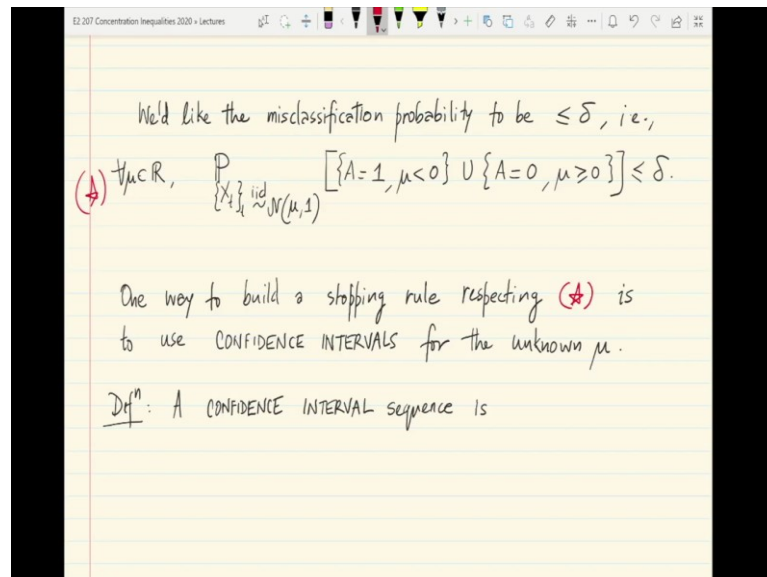 E2 207 Concentration Inequalities 2020 » Lectures
We'd like the misclassification probability to be ≤ δ, i.e.,
(☆) ∀μ∈ℝ, ℙ [{A=1, μ<0} ∪ {A=0, μ≥0}] ≤ δ.
{X_t}_t iid ~ N(μ,1)
One way to build a stopping rule respecting (☆) is
to use CONFIDENCE INTERVALS for the unknown μ.
Defⁿ: A CONFIDENCE INTERVAL sequence is